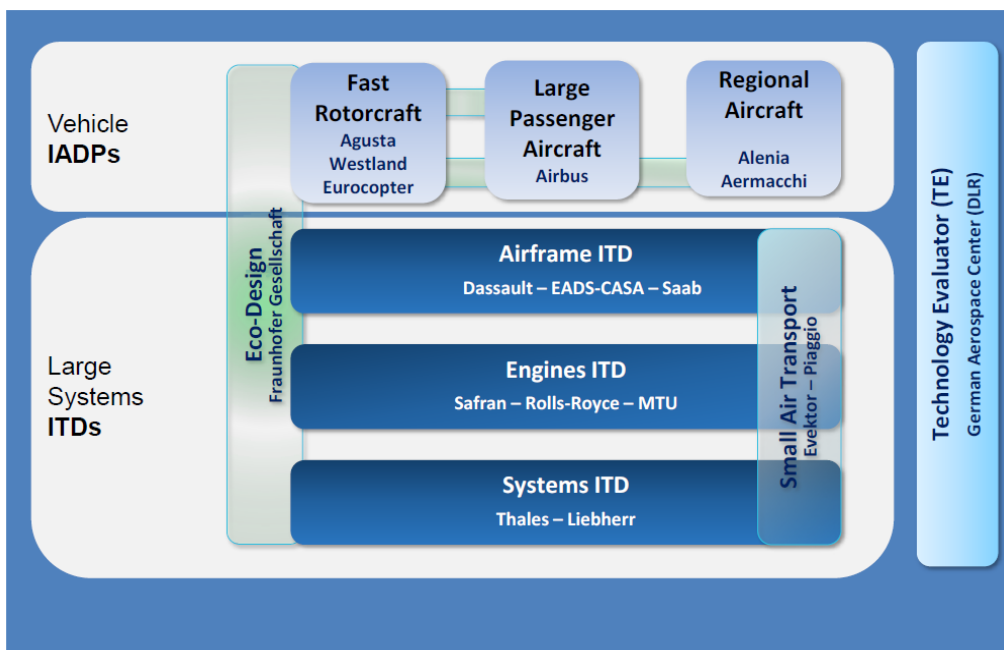 Vehicle
IADPs
Fast
Rotorcraft
Agusta
Westland
Eurocopter
Large
Passenger
Aircraft
Airbus
Regional
Aircraft
Alenia
Aermacchi
Large
Systems
ITDs
Eco-Design
Fraunhofer Gesellschaft
Airframe ITD
Dassault – EADS-CASA – Saab
Engines ITD
Safran – Rolls-Royce – MTU
Systems ITD
Thales – Liebherr
Small Air Transport
Evektor – Piaggio
Technology Evaluator (TE)
German Aerospace Center (DLR)